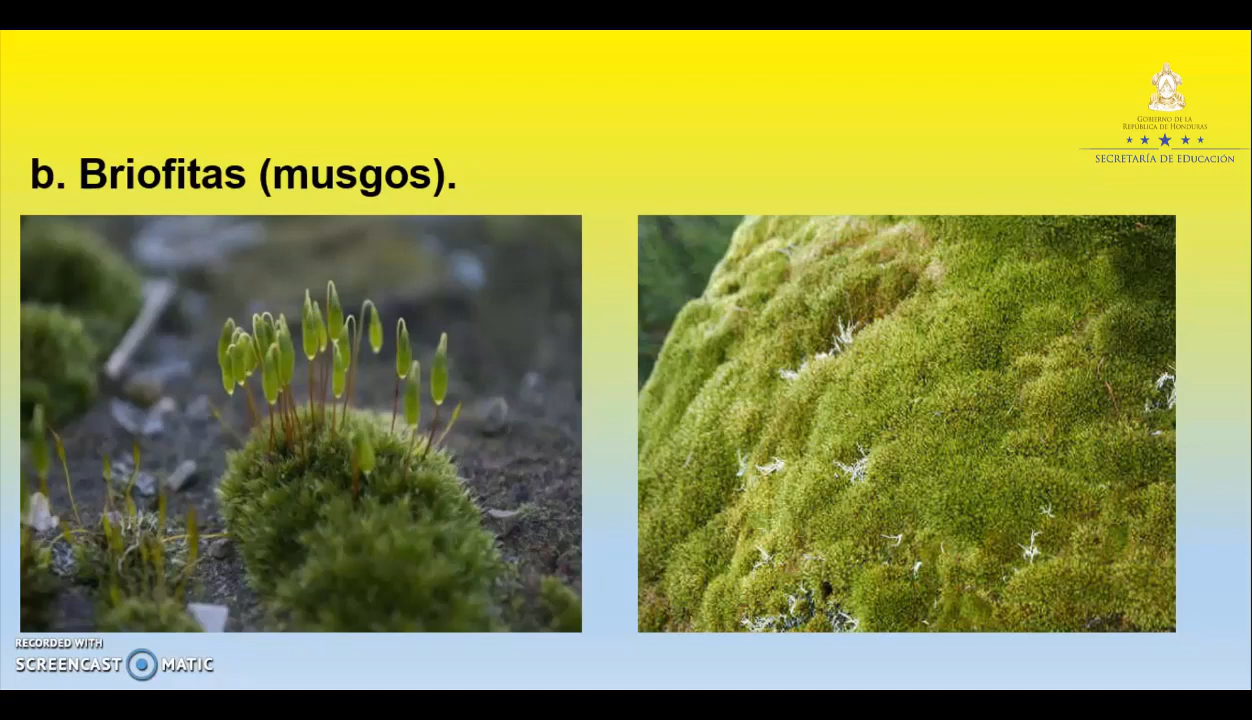 GOBIERNO DE LA
REPÚBLICA DE HONDURAS
SECRETARÍA DE EDUCACIÓN
b. Briofitas (musgos).
RECORDED WITH
SCREENCAST MATIC